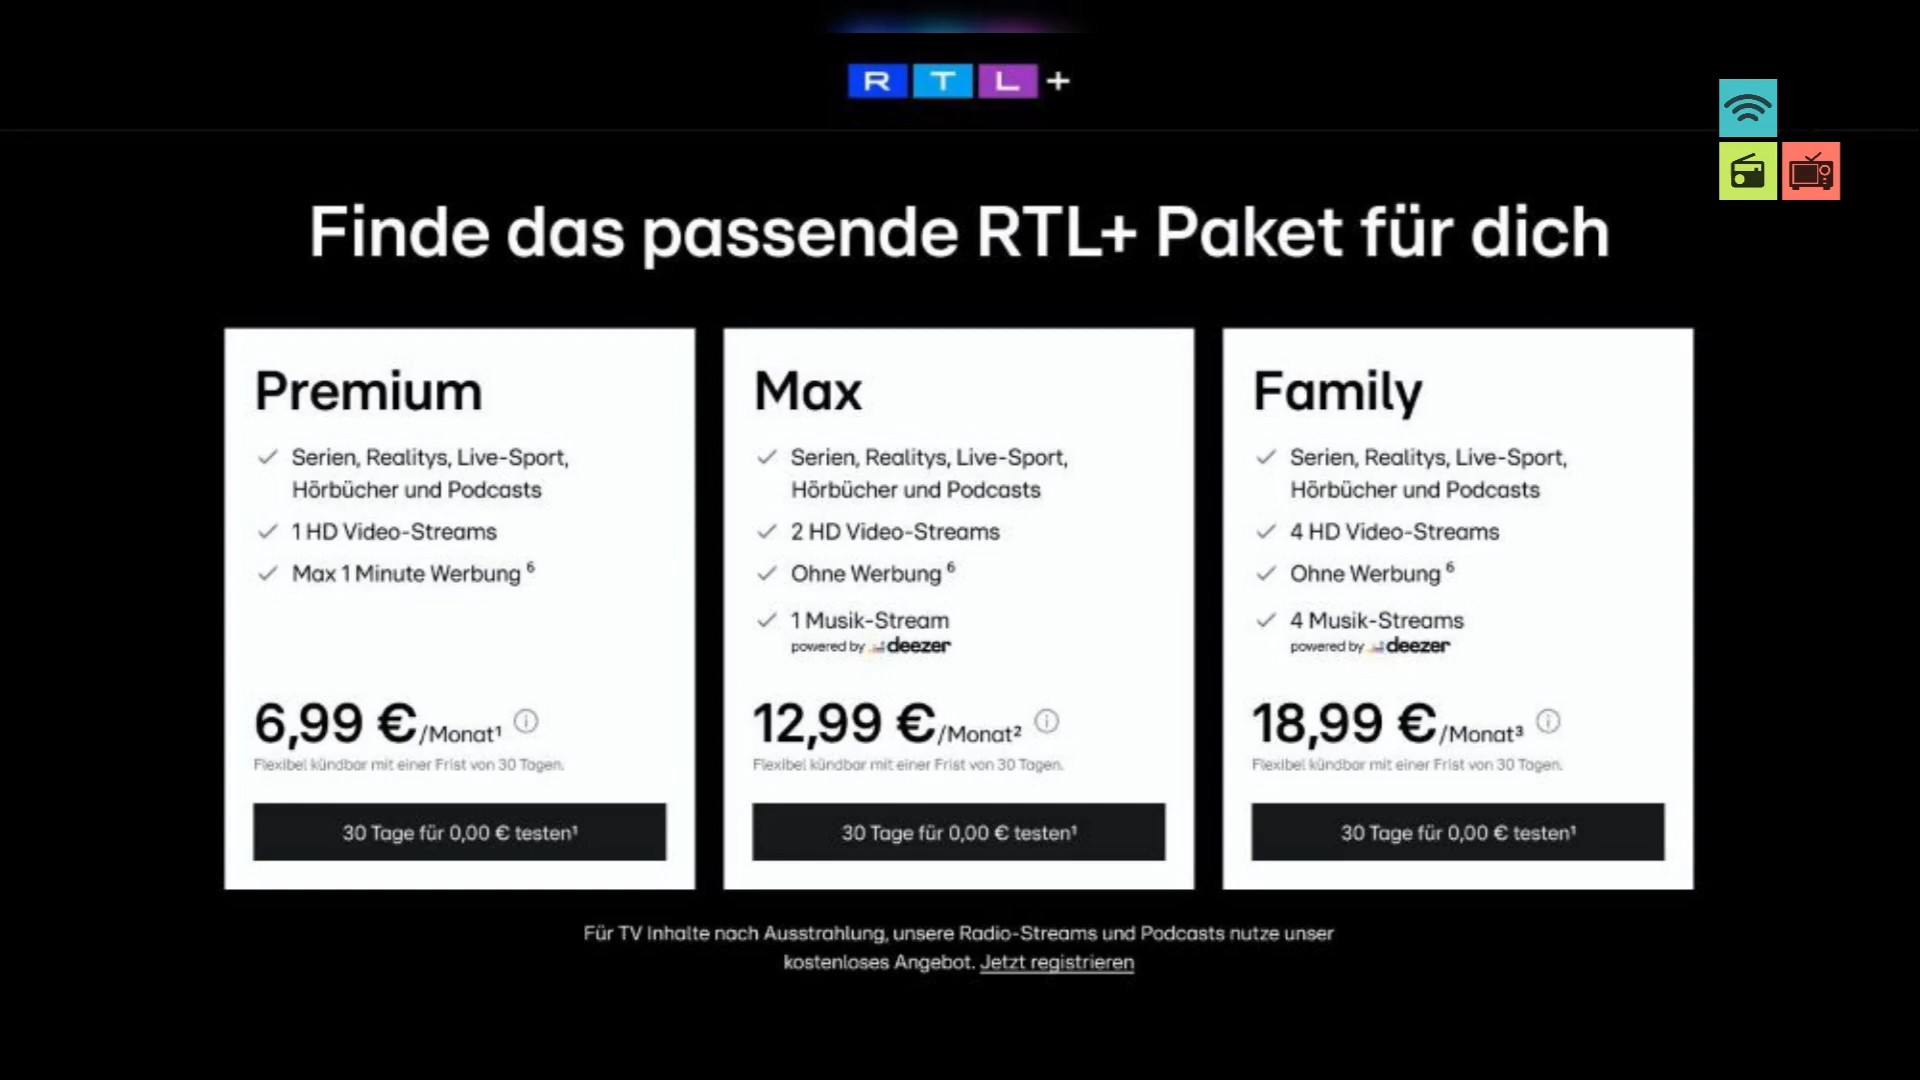 RTL+
Finde das passende RTL+ Paket für dich
Premium
Serien, Realitys, Live-Sport,
Hörbücher und Podcasts
1 HD Video-Streams
Max 1 Minute Werbung ⁶
6,99 €/Monat¹
Flexibel kündbar mit einer Frist von 30 Tagen.
30 Tage für 0,00 € testen¹
Max
Serien, Realitys, Live-Sport,
Hörbücher und Podcasts
2 HD Video-Streams
Ohne Werbung ⁶
1 Musik-Stream
powered by deezer
12,99 €/Monat²
Flexibel kündbar mit einer Frist von 30 Tagen.
30 Tage für 0,00 € testen¹
Family
Serien, Realitys, Live-Sport,
Hörbücher und Podcasts
4 HD Video-Streams
Ohne Werbung ⁶
4 Musik-Streams
powered by deezer
18,99 €/Monat³
Flexibel kündbar mit einer Frist von 30 Tagen.
30 Tage für 0,00 € testen¹
Für TV Inhalte nach Ausstrahlung, unsere Radio-Streams und Podcasts nutze unser
kostenloses Angebot. Jetzt registrieren